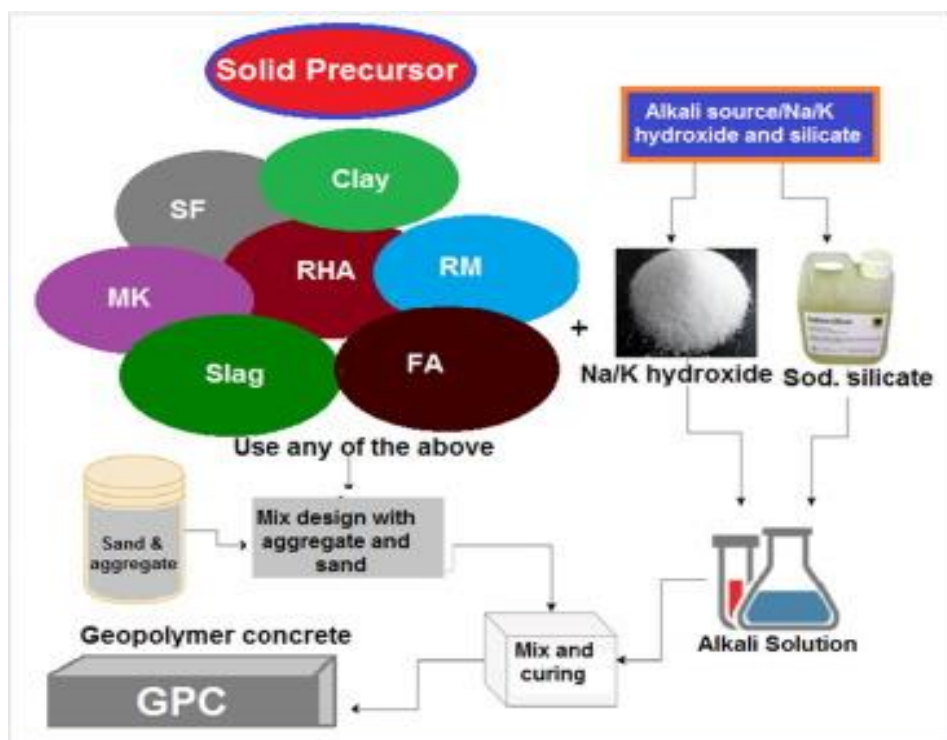 Solid Precursor
Alkali source/Na/K
hydroxide and silicate
Clay
SF
RHA
RM
MK
Slag
FA
+
Na/K hydroxide
Sod. silicate
Use any of the above
Sand &
aggregate
Mix design with
aggregate and
sand
Alkali Solution
Mix and
curing
Geopolymer concrete
GPC